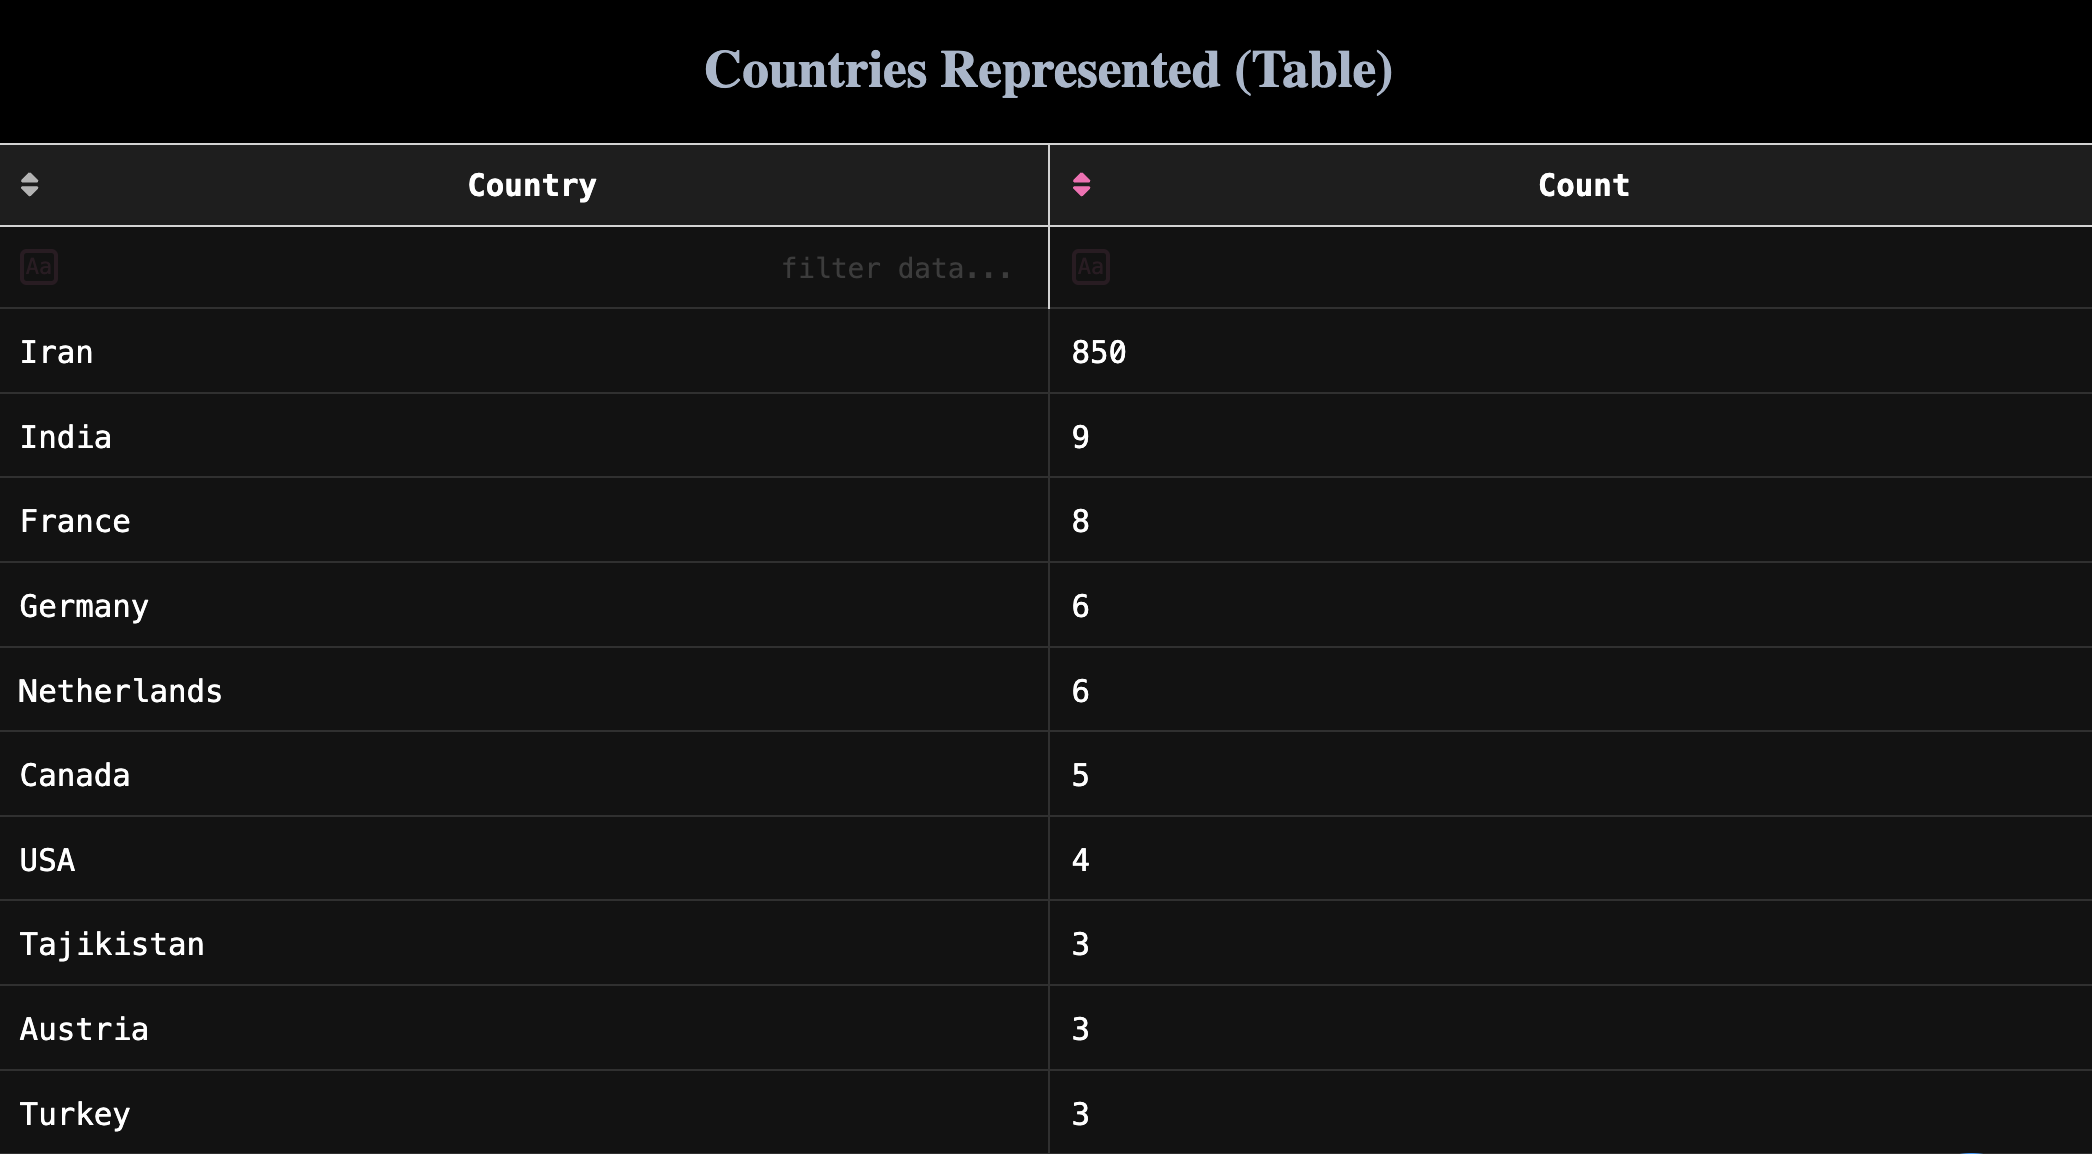 Countries Represented (Table)
Country Count
Aa filter data... Aa
Iran 850
India 9
France 8
Germany 6
Netherlands 6
Canada 5
USA 4
Tajikistan 3
Austria 3
Turkey 3